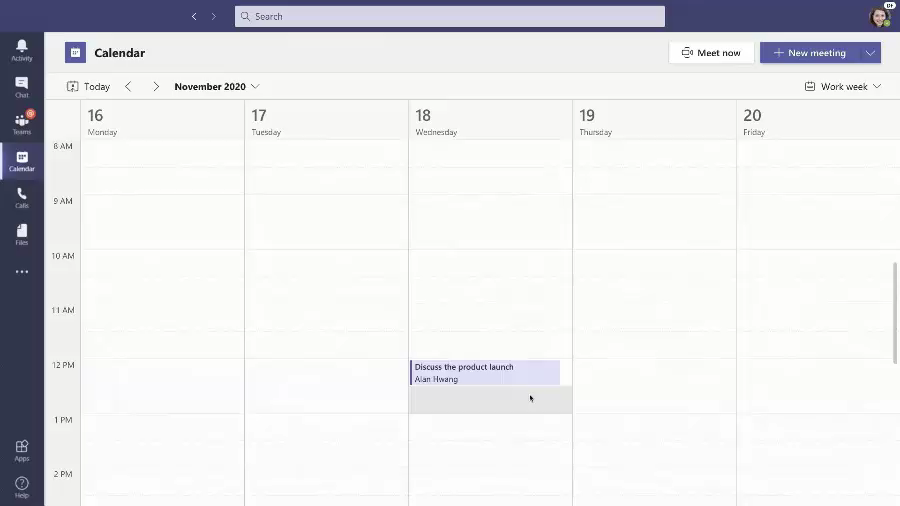 Search
DF
Activity
Chat
Teams
Calendar
Calls
Files
Apps
Help
Calendar
Meet now
New meeting
Today
November 2020
Work week
16
Monday
17
Tuesday
18
Wednesday
19
Thursday
20
Friday
8 AM
9 AM
10 AM
11 AM
12 PM
Discuss the product launch
Alan Hwang
1 PM
2 PM